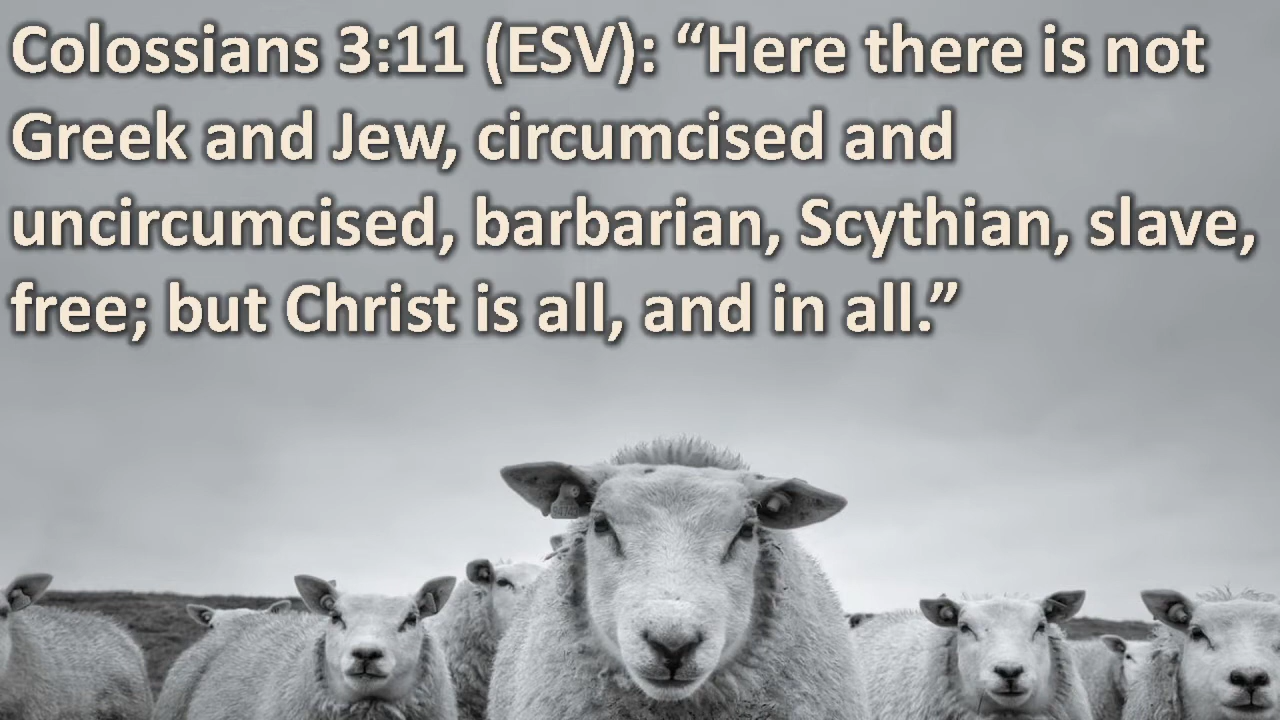 Colossians 3:11 (ESV): “Here there is not
Greek and Jew, circumcised and
uncircumcised, barbarian, Scythian, slave,
free; but Christ is all, and in all.”